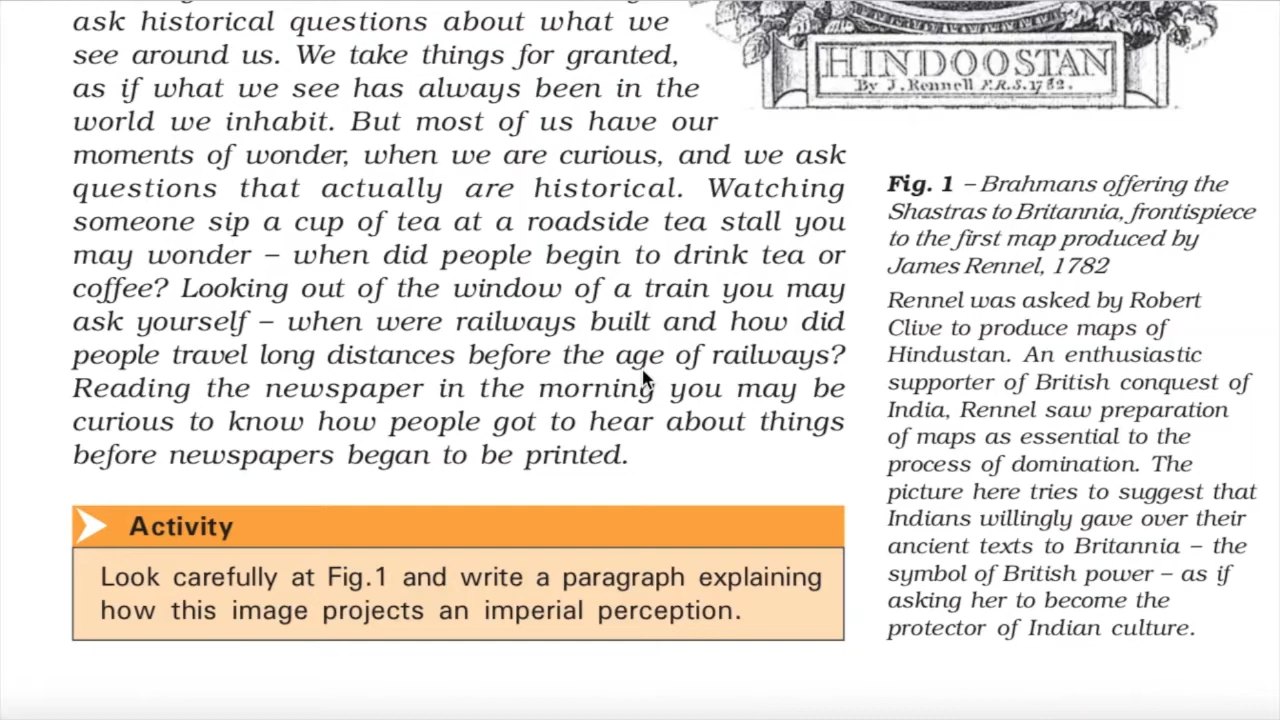 ask historical questions about what we
see around us. We take things for granted,
as if what we see has always been in the
world we inhabit. But most of us have our
moments of wonder, when we are curious, and we ask
questions that actually are historical. Watching
someone sip a cup of tea at a roadside tea stall you
may wonder – when did people begin to drink tea or
coffee? Looking out of the window of a train you may
ask yourself – when were railways built and how did
people travel long distances before the age of railways?
Reading the newspaper in the morning you may be
curious to know how people got to hear about things
before newspapers began to be printed.
Activity
Look carefully at Fig.1 and write a paragraph explaining
how this image projects an imperial perception.
HINDOOSTAN
By J. Rennell F.R.S. 1782.
Fig. 1 – Brahmans offering the
Shastras to Britannia, frontispiece
to the first map produced by
James Rennel, 1782
Rennel was asked by Robert
Clive to produce maps of
Hindustan. An enthusiastic
supporter of British conquest of
India, Rennel saw preparation
of maps as essential to the
process of domination. The
picture here tries to suggest that
Indians willingly gave over their
ancient texts to Britannia – the
symbol of British power – as if
asking her to become the
protector of Indian culture.